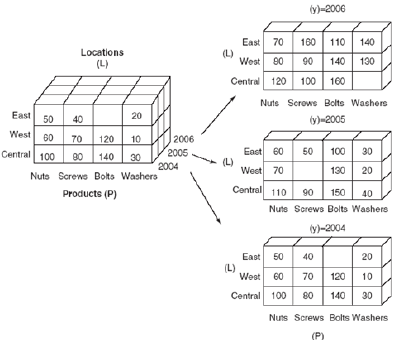 Locations
(L)
East 50 40 20
West 60 70 120 10
Central 100 80 140 30
2006
2005
2004
Nuts Screws Bolts Washers
Products (P)
(y)=2006
(L)
East 70 160 110 140
West 80 90 140 130
Central 120 100 160
Nuts Screws Bolts Washers
(y)=2005
(L)
East 60 50 100 30
West 70 130 20
Central 110 90 150 40
Nuts Screws Bolts Washers
(y)=2004
(L)
East 50 40 20
West 60 70 120 10
Central 100 80 140 30
Nuts Screws Bolts Washers
(P)